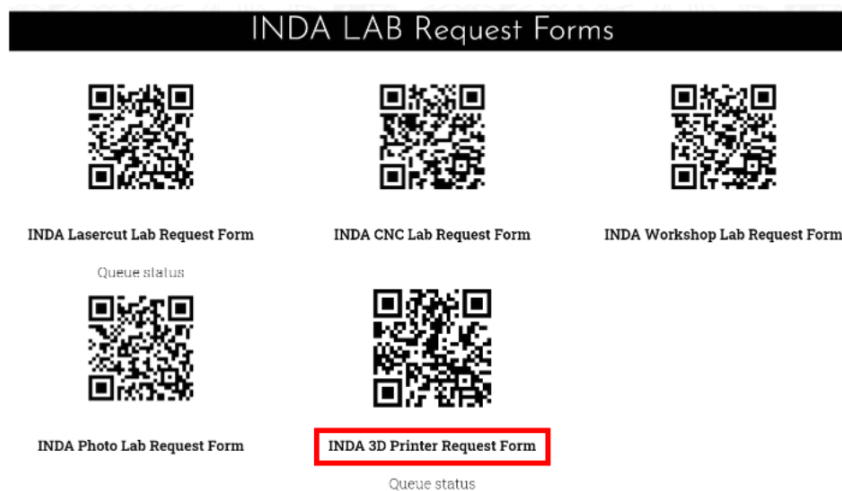 INDA LAB Request Forms
INDA Lasercut Lab Request Form
INDA CNC Lab Request Form
INDA Workshop Lab Request Form
Queue status
INDA Photo Lab Request Form
INDA 3D Printer Request Form
Queue status